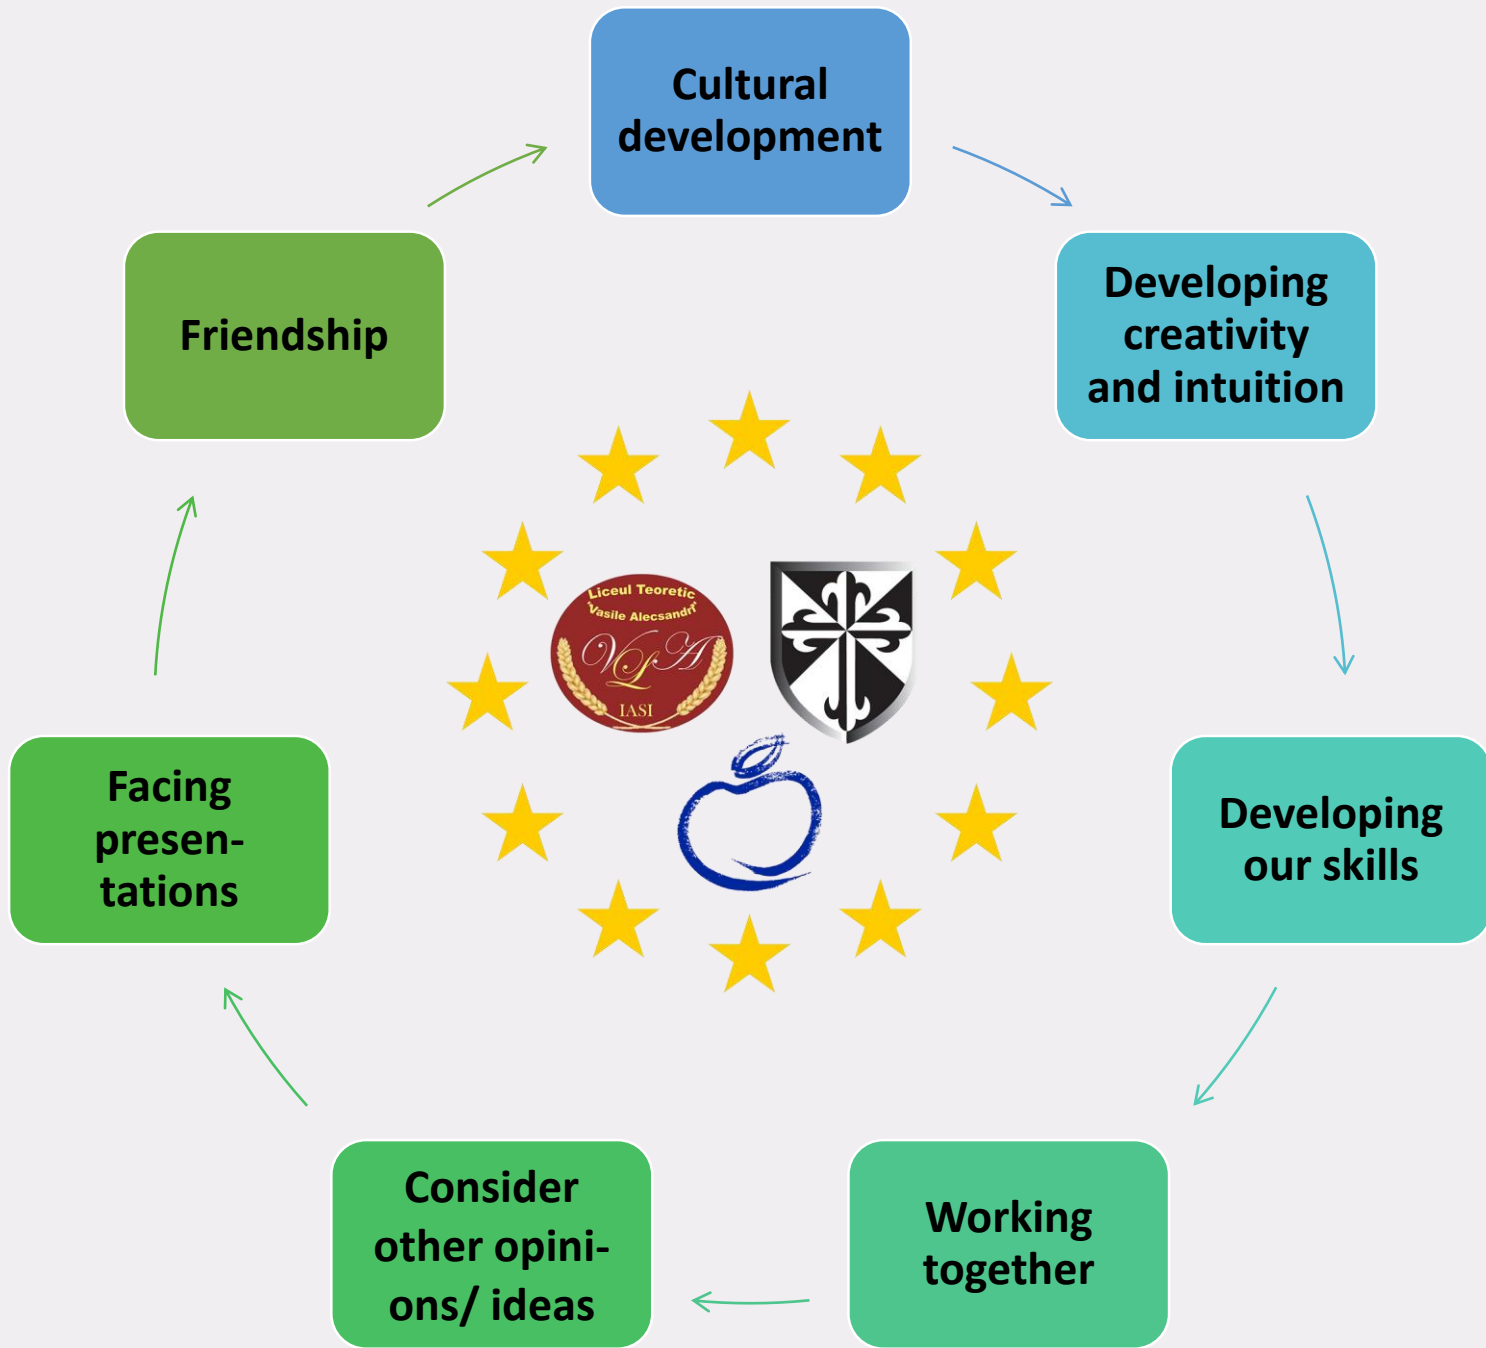 Cultural
development
Developing
creativity
and intuition
Developing
our skills
Working
together
Consider
other opini-
ons/ ideas
Facing
presen-
tations
Friendship
Liceul Teoretic
"Vasile Alecsandri"
VLA
IASI